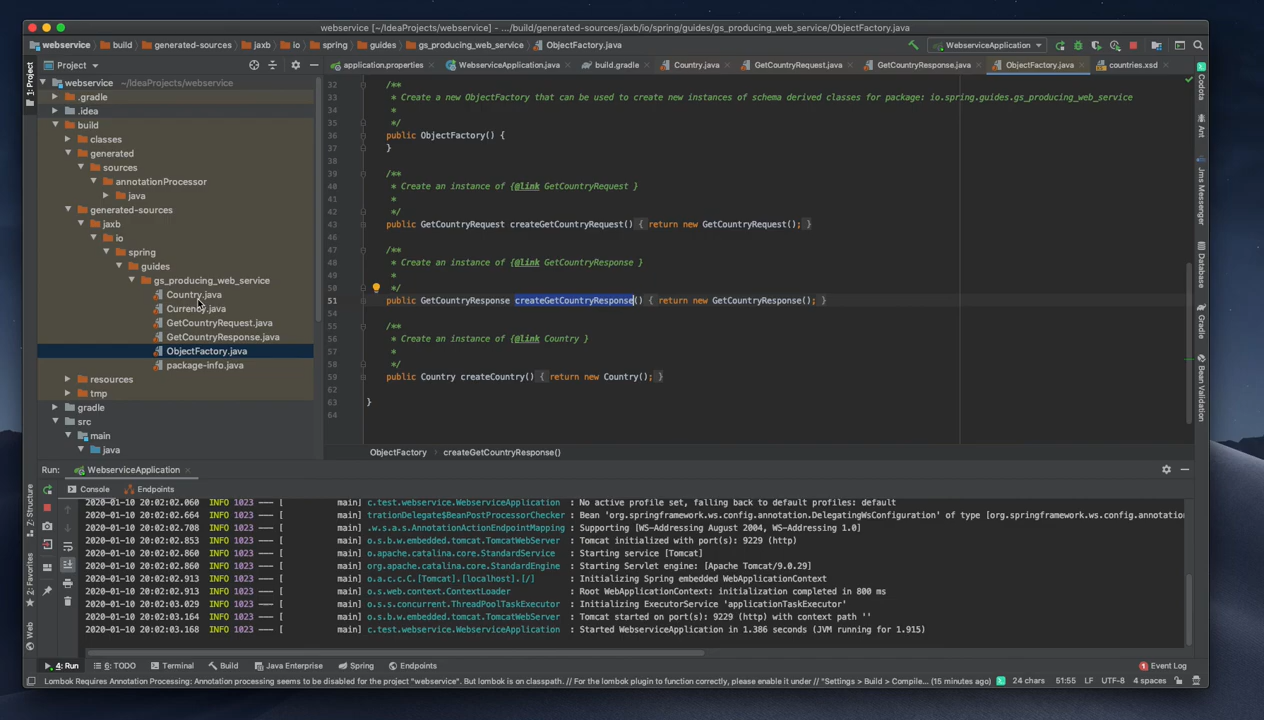 webservice [~/IdeaProjects/webservice] - .../build/generated-sources/jaxb/io/spring/guides/gs_producing_web_service/ObjectFactory.java
webservice build generated-sources jaxb io spring guides gs_producing_web_service ObjectFactory.java WebserviceApplication
1: Project
Project
application.properties WebserviceApplication.java build.gradle Country.java GetCountryRequest.java GetCountryResponse.java ObjectFactory.java countries.xsd
webservice ~/IdeaProjects/webservice
.gradle
.idea
build
classes
generated
sources
annotationProcessor
java
generated-sources
jaxb
io
spring
guides
gs_producing_web_service
Country.java
Currency.java
GetCountryRequest.java
GetCountryResponse.java
ObjectFactory.java
package-info.java
resources
tmp
gradle
src
main
java
32 /**
33 * Create a new ObjectFactory that can be used to create new instances of schema derived classes for package: io.spring.guides.gs_producing_web_service
34 *
35 */
36 public ObjectFactory() {
37 }
38
39 /**
40 * Create an instance of {@link GetCountryRequest }
41 *
42 */
43 public GetCountryRequest createGetCountryRequest() { return new GetCountryRequest(); }
46
47 /**
48 * Create an instance of {@link GetCountryResponse }
49 *
50 */
51 public GetCountryResponse createGetCountryResponse() { return new GetCountryResponse(); }
54
55 /**
56 * Create an instance of {@link Country }
57 *
58 */
59 public Country createCountry() { return new Country(); }
62
63 }
64
ObjectFactory createGetCountryResponse()
Codota
Ant
Jms Messenger
Database
Gradle
Bean Validation
Run: WebserviceApplication
Console Endpoints
2020-01-10 20:02:02.060 INFO 1023 --- [ main] c.test.webservice.WebserviceApplication : No active profile set, falling back to default profiles: default
2020-01-10 20:02:02.514 INFO 1023 --- [ main] trationDelegate$BeanPostProcessorChecker : Bean 'org.springframework.ws.config.annotation.DelegatingWsConfiguration' of type [org.springframework.ws.config.annotation
2020-01-10 20:02:02.708 INFO 1023 --- [ main] .w.s.a.s.AnnotationActionEndpointMapping : Supporting [WS-Addressing August 2004, WS-Addressing 1.0]
2020-01-10 20:02:02.853 INFO 1023 --- [ main] o.s.b.w.embedded.tomcat.TomcatWebServer : Tomcat initialized with port(s): 9229 (http)
2020-01-10 20:02:02.860 INFO 1023 --- [ main] o.apache.catalina.core.StandardService : Starting service [Tomcat]
2020-01-10 20:02:02.860 INFO 1023 --- [ main] org.apache.catalina.core.StandardEngine : Starting Servlet engine: [Apache Tomcat/9.0.29]
2020-01-10 20:02:02.913 INFO 1023 --- [ main] o.a.c.c.C.[Tomcat].[localhost].[/] : Initializing Spring embedded WebApplicationContext
2020-01-10 20:02:02.913 INFO 1023 --- [ main] o.s.web.context.ContextLoader : Root WebApplicationContext: initialization completed in 800 ms
2020-01-10 20:02:03.029 INFO 1023 --- [ main] o.s.s.concurrent.ThreadPoolTaskExecutor : Initializing ExecutorService 'applicationTaskExecutor'
2020-01-10 20:02:03.164 INFO 1023 --- [ main] o.s.b.w.embedded.tomcat.TomcatWebServer : Tomcat started on port(s): 9229 (http) with context path ''
2020-01-10 20:02:03.168 INFO 1023 --- [ main] c.test.webservice.WebserviceApplication : Started WebserviceApplication in 1.386 seconds (JVM running for 1.915)
Z: Structure
2: Favorites
Web
4: Run 6: TODO Terminal Build Java Enterprise Spring Endpoints 1 Event Log
Lombok Requires Annotation Processing: Annotation processing seems to be disabled for the project "webservice". But lombok is on classpath. // For the lombok plugin to function correctly, please enable it under // "Settings > Build > Compile... (15 minutes ago) 24 chars 51:55 LF UTF-8 4 spaces